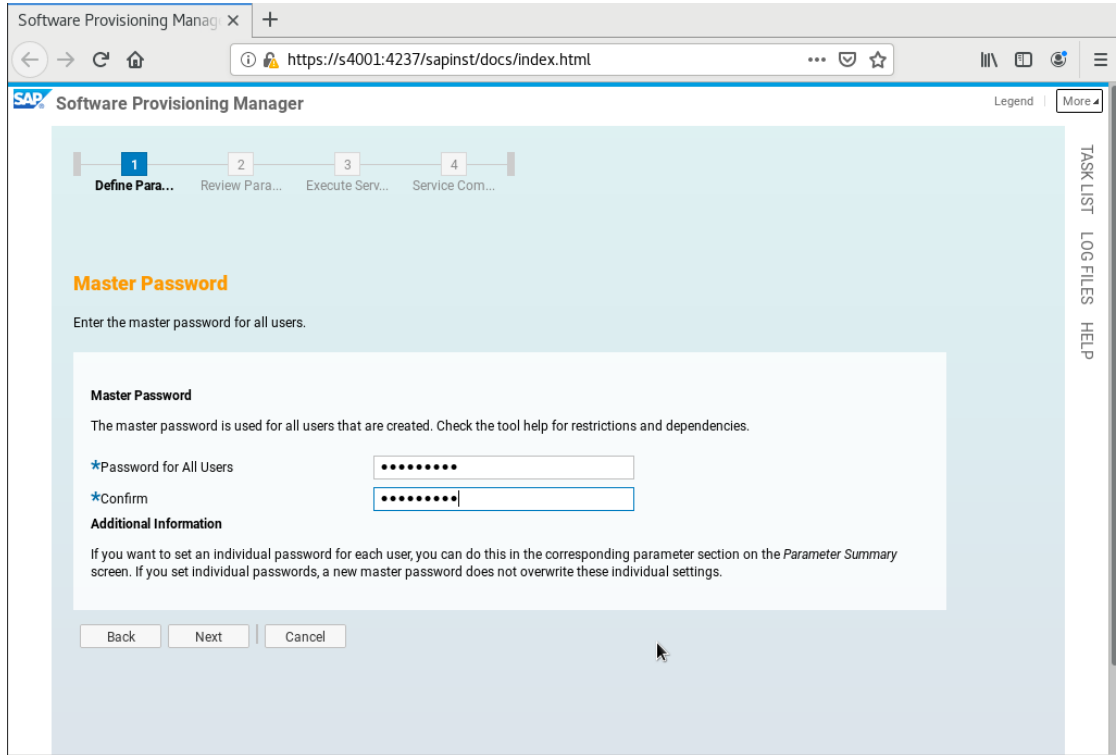 Software Provisioning Manag
https://s4001:4237/sapinst/docs/index.html
SAP Software Provisioning Manager
Legend
More
1
2
3
4
Define Para...
Review Para...
Execute Serv...
Service Com...
TASK LIST
LOG FILES
HELP
Master Password
Enter the master password for all users.
Master Password
The master password is used for all users that are created. Check the tool help for restrictions and dependencies.
*Password for All Users
*Confirm
Additional Information
If you want to set an individual password for each user, you can do this in the corresponding parameter section on the Parameter Summary
screen. If you set individual passwords, a new master password does not overwrite these individual settings.
Back
Next
Cancel